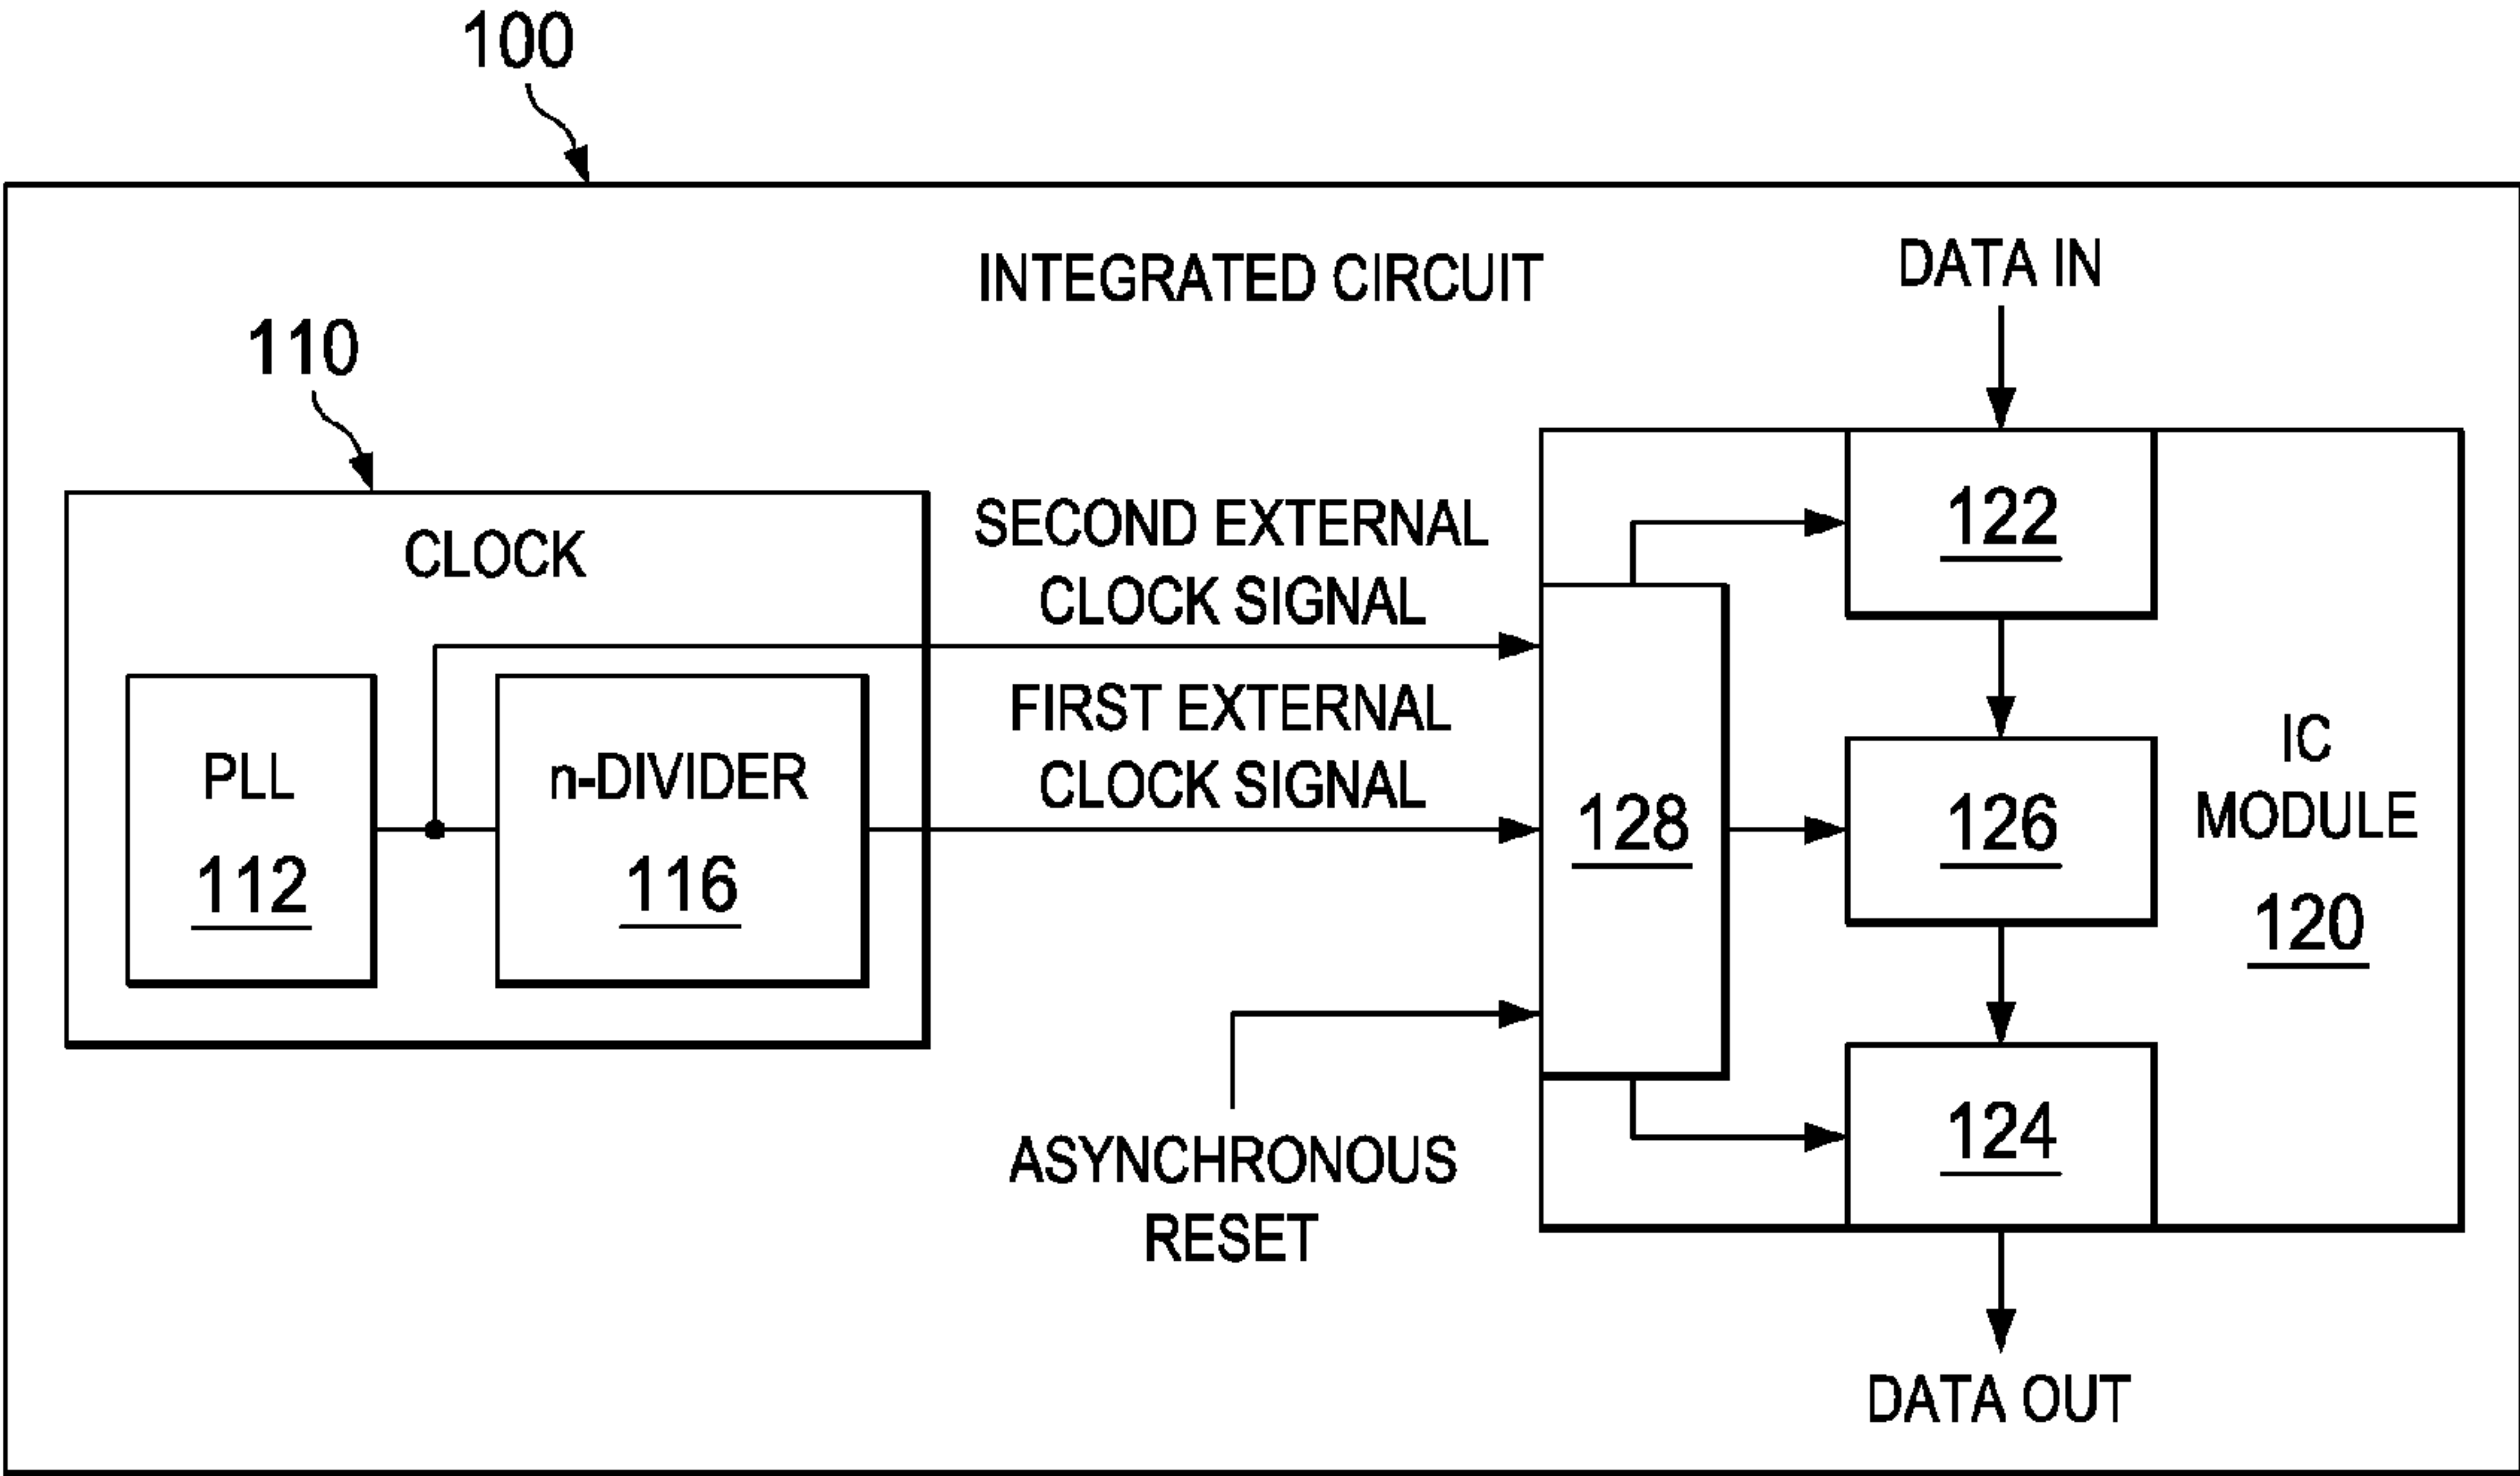 100
INTEGRATED CIRCUIT
DATA IN
110
CLOCK
PLL
112
n-DIVIDER
116
SECOND EXTERNAL
CLOCK SIGNAL
FIRST EXTERNAL
CLOCK SIGNAL
ASYNCHRONOUS
RESET
128
122
126
124
IC
MODULE
120
DATA OUT